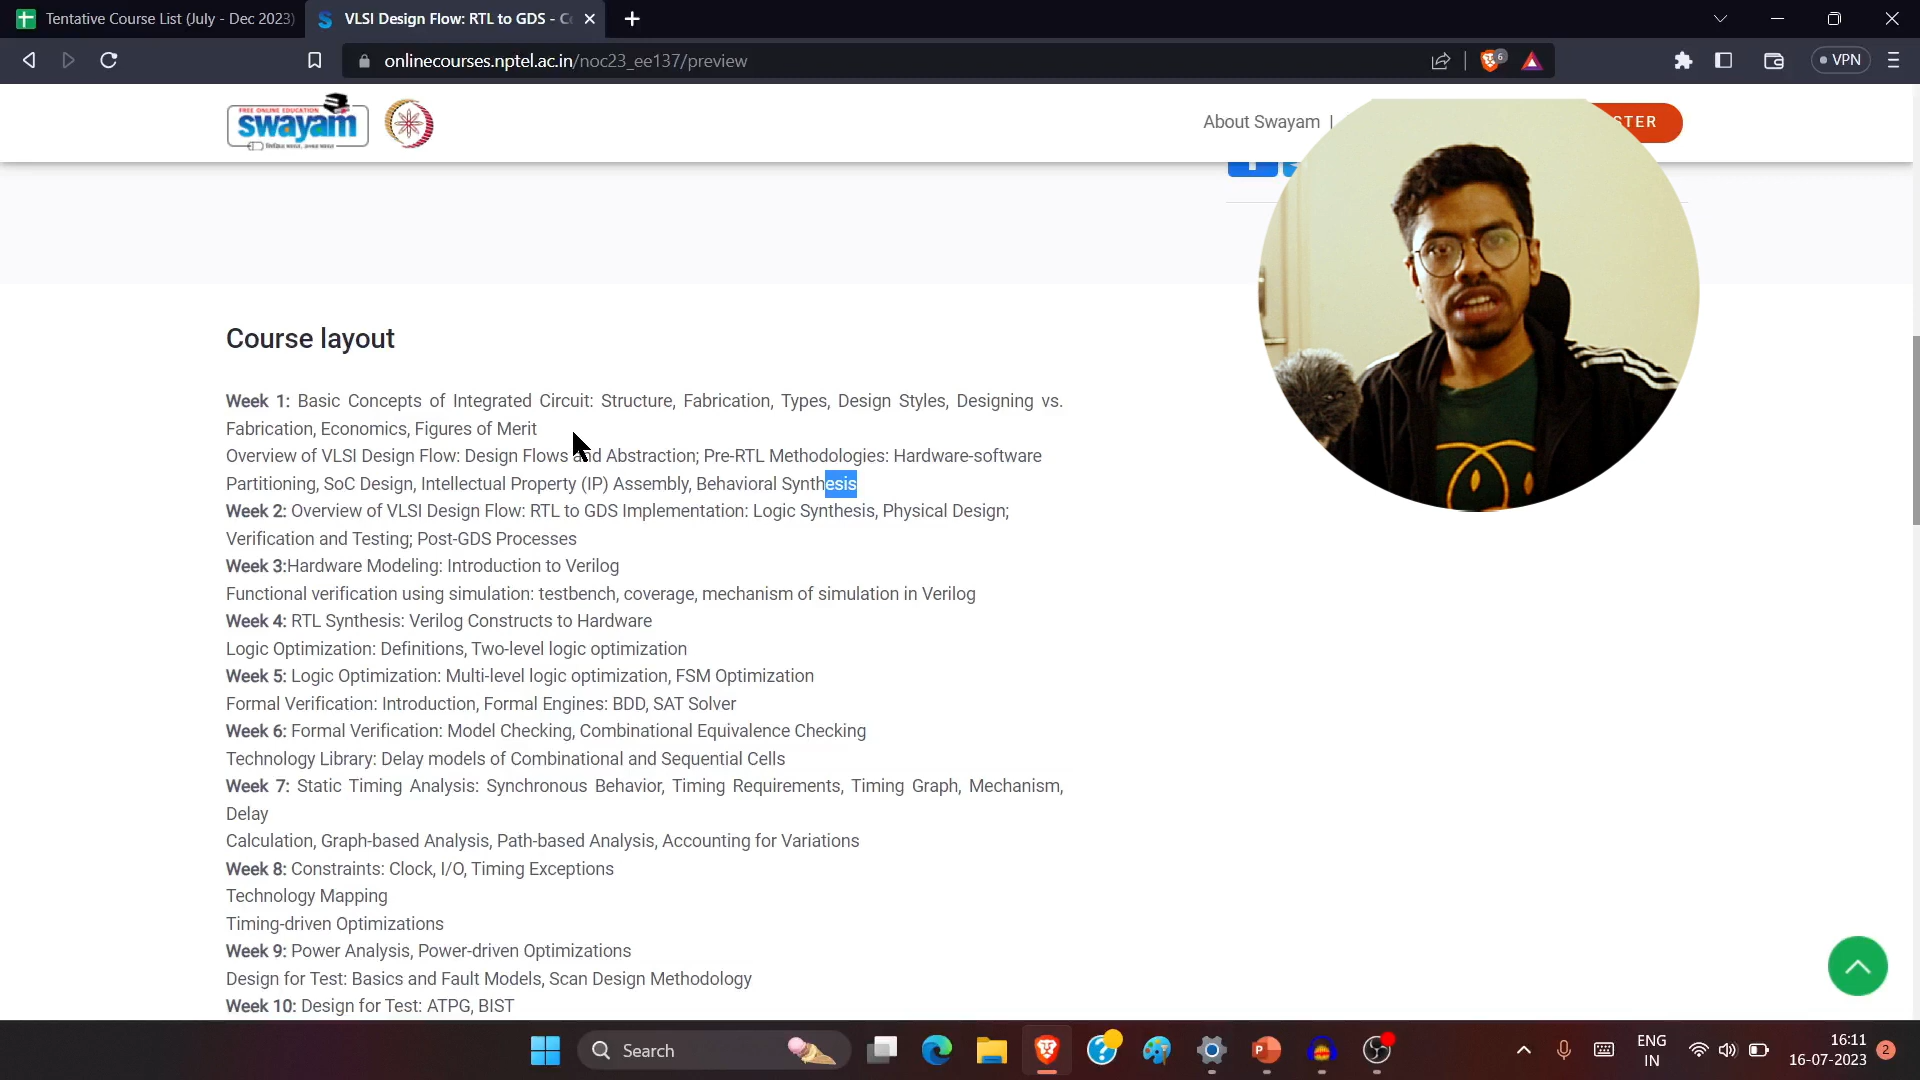 Tentative Course List (July - Dec 2023)
VLSI Design Flow: RTL to GDS - C
onlinecourses.nptel.ac.in/noc23_ee137/preview
6
VPN
FREE ONLINE EDUCATION
swayam
About Swayam |
STER
Course layout
Week 1: Basic Concepts of Integrated Circuit: Structure, Fabrication, Types, Design Styles, Designing vs.
Fabrication, Economics, Figures of Merit
Overview of VLSI Design Flow: Design Flows and Abstraction; Pre-RTL Methodologies: Hardware-software
Partitioning, SoC Design, Intellectual Property (IP) Assembly, Behavioral Synthesis
Week 2: Overview of VLSI Design Flow: RTL to GDS Implementation: Logic Synthesis, Physical Design;
Verification and Testing; Post-GDS Processes
Week 3:Hardware Modeling: Introduction to Verilog
Functional verification using simulation: testbench, coverage, mechanism of simulation in Verilog
Week 4: RTL Synthesis: Verilog Constructs to Hardware
Logic Optimization: Definitions, Two-level logic optimization
Week 5: Logic Optimization: Multi-level logic optimization, FSM Optimization
Formal Verification: Introduction, Formal Engines: BDD, SAT Solver
Week 6: Formal Verification: Model Checking, Combinational Equivalence Checking
Technology Library: Delay models of Combinational and Sequential Cells
Week 7: Static Timing Analysis: Synchronous Behavior, Timing Requirements, Timing Graph, Mechanism,
Delay
Calculation, Graph-based Analysis, Path-based Analysis, Accounting for Variations
Week 8: Constraints: Clock, I/O, Timing Exceptions
Technology Mapping
Timing-driven Optimizations
Week 9: Power Analysis, Power-driven Optimizations
Design for Test: Basics and Fault Models, Scan Design Methodology
Week 10: Design for Test: ATPG, BIST
Search
ENG
IN
16:11
16-07-2023
2